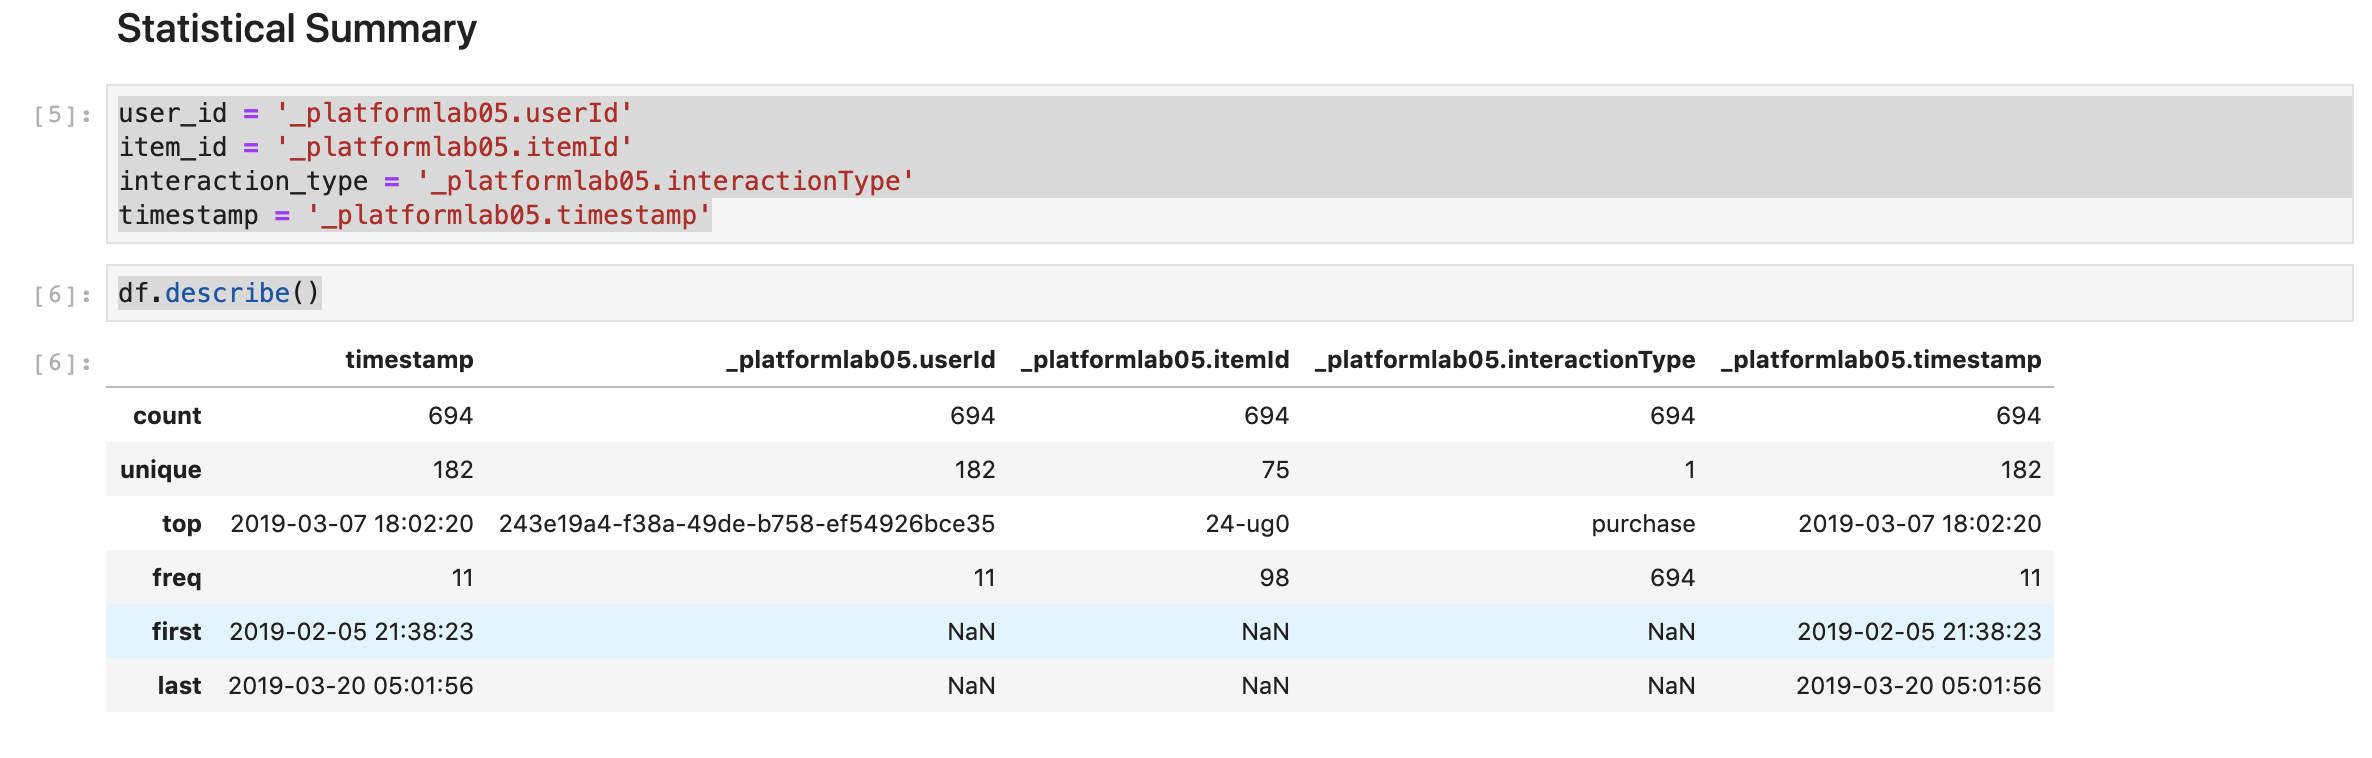 Statistical Summary
[5]: user_id = '_platformlab05.userId'
item_id = '_platformlab05.itemId'
interaction_type = '_platformlab05.interactionType'
timestamp = '_platformlab05.timestamp'
[6]: df.describe()
[6]: timestamp _platformlab05.userId _platformlab05.itemId _platformlab05.interactionType _platformlab05.timestamp
count 694 694 694 694 694
unique 182 182 75 1 182
top 2019-03-07 18:02:20 243e19a4-f38a-49de-b758-ef54926bce35 24-ug0 purchase 2019-03-07 18:02:20
freq 11 11 98 694 11
first 2019-02-05 21:38:23 NaN NaN NaN 2019-02-05 21:38:23
last 2019-03-20 05:01:56 NaN NaN NaN 2019-03-20 05:01:56